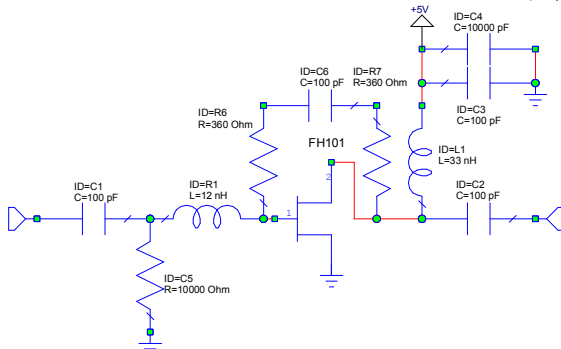 +5V
ID=C4
C=10000 pF
ID=C6
C=100 pF
ID=R7
R=360 Ohm
ID=R6
R=360 Ohm
ID=C3
C=100 pF
FH101
ID=L1
L=33 nH
2
ID=C1
C=100 pF
ID=R1
L=12 nH
ID=C2
C=100 pF
1
ID=C5
R=10000 Ohm